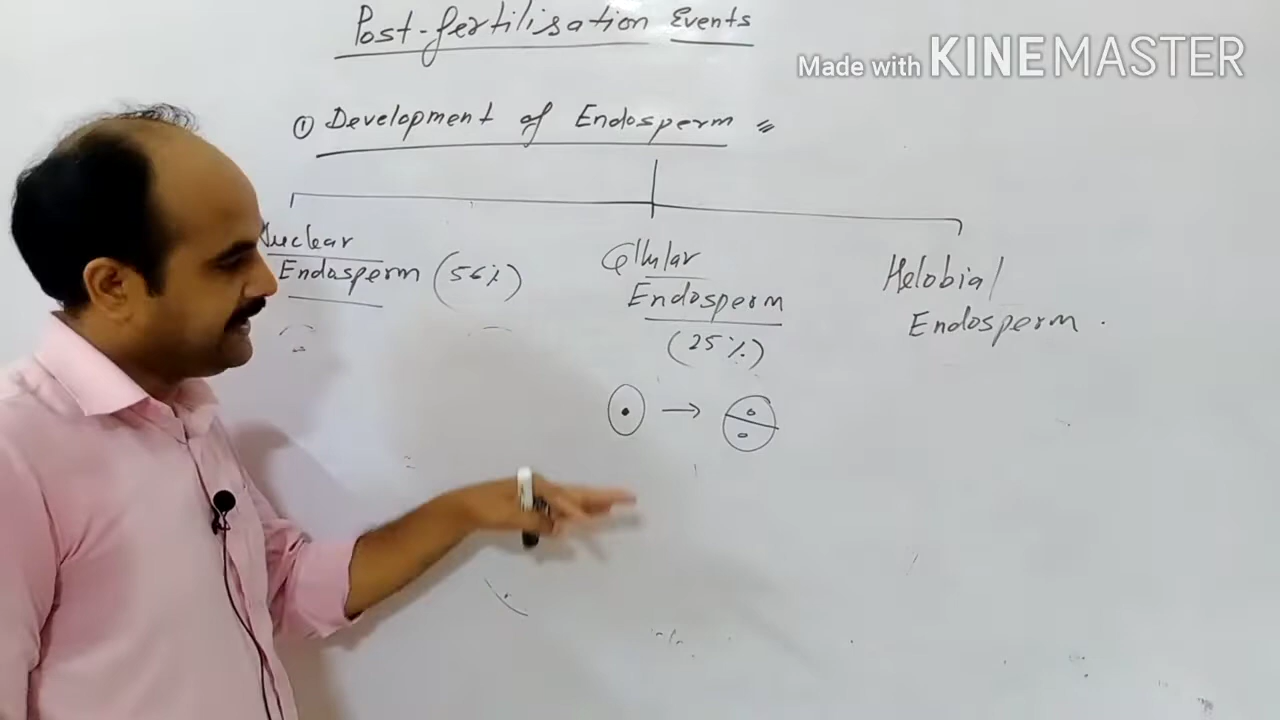 Post-fertilisation Events
Made with KINEMASTER
① Development of Endosperm
Nuclear
Endosperm (56%)
Cellular
Endosperm
(25%)
Helobial
Endosperm.